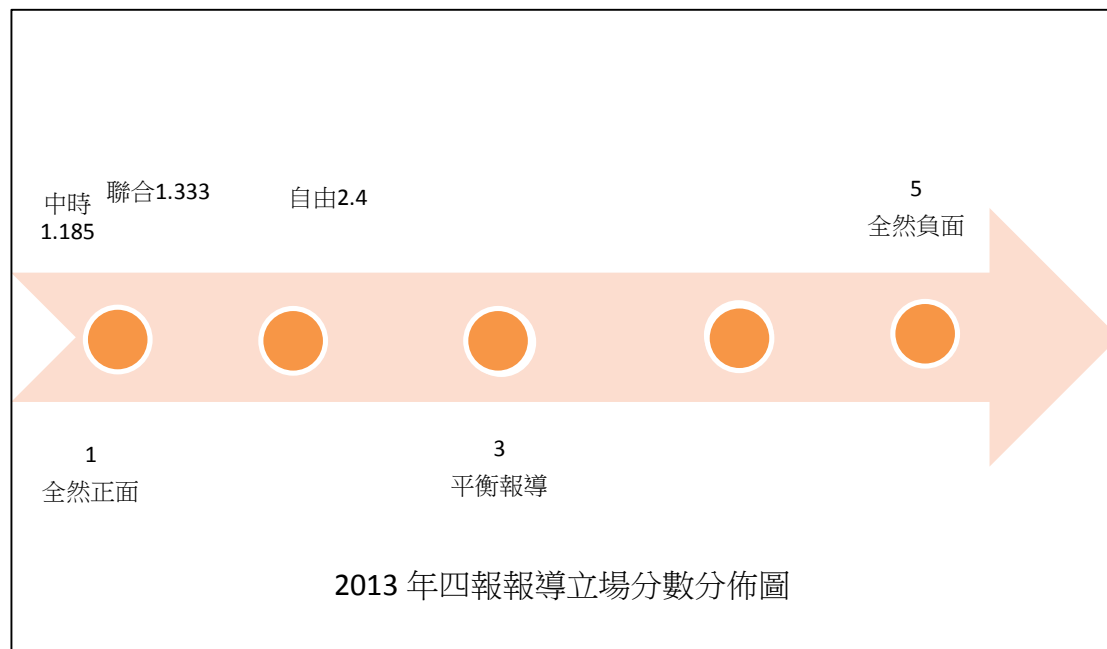 中時
1.185
聯合1.333
自由2.4
5
全然負面
1
全然正面
3
平衡報導
2013 年四報報導立場分數分佈圖